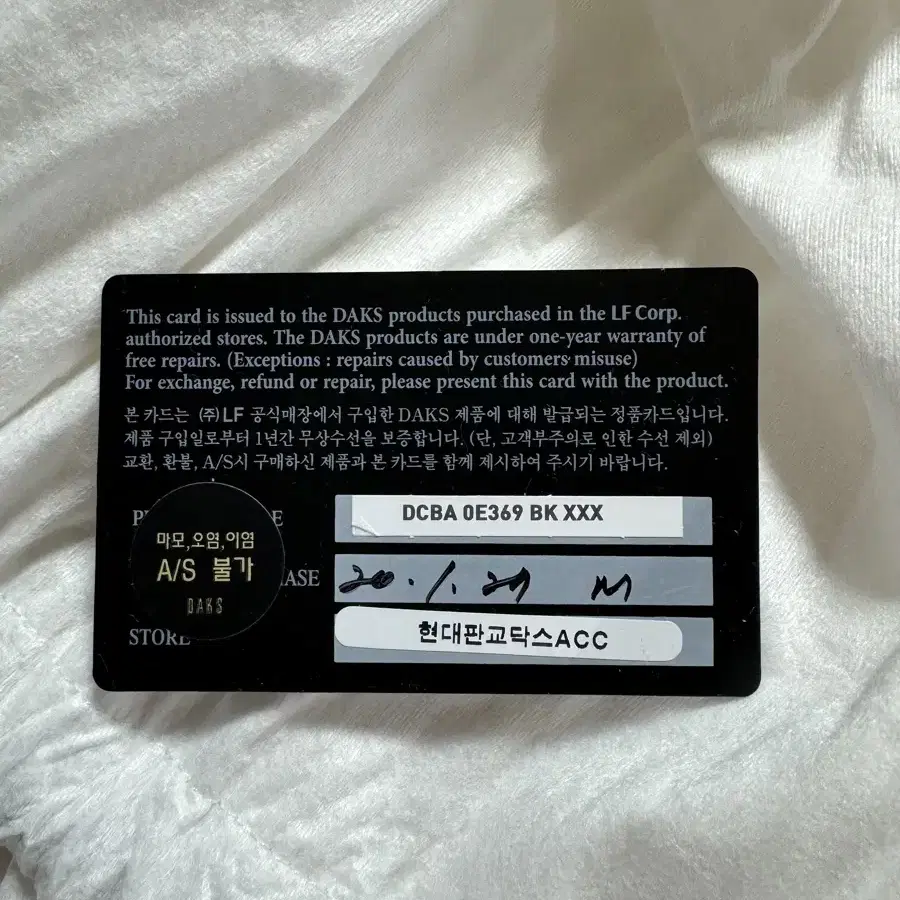 This card is issued to the DAKS products purchased in the LF Corp.
authorized stores. The DAKS products are under one-year warranty of
free repairs. (Exceptions : repairs caused by customers' misuse)
For exchange, refund or repair, please present this card with the product.
본 카드는 (주)LF 공식매장에서 구입한 DAKS 제품에 대해 발급되는 정품카드입니다.
제품 구입일로부터 1년간 무상수선을 보증합니다. (단, 고객부주의로 인한 수선 제외)
교환, 환불, A/S시 구매하신 제품과 본 카드를 함께 제시하여 주시기 바랍니다.
DCBA 0E369 BK XXX
마모,오염,이염
A/S 불가
DAKS
20.1.29 M
STORE
현대판교닥스ACC